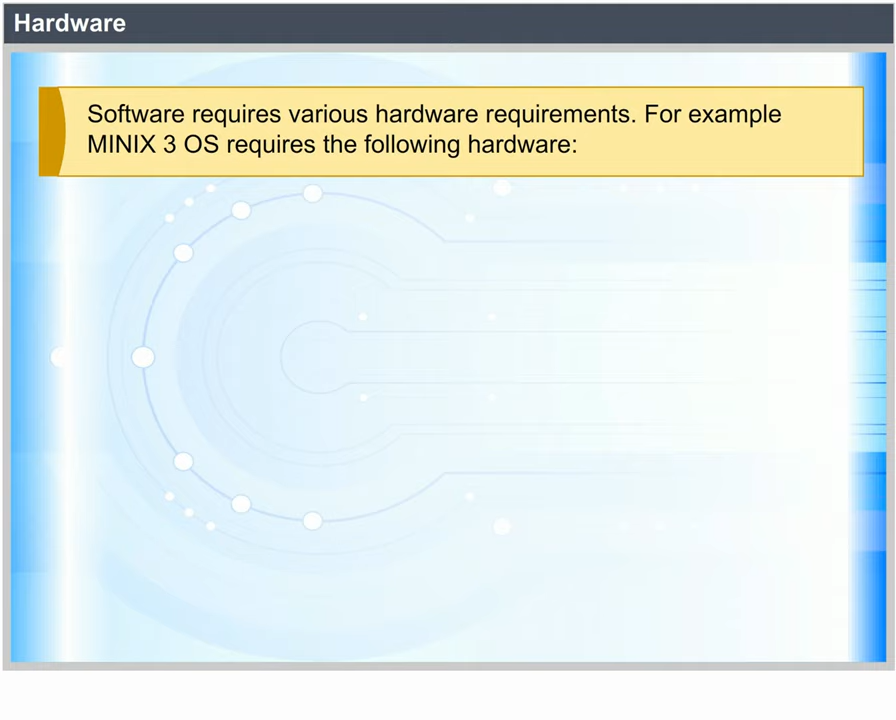 Hardware
Software requires various hardware requirements. For example
MINIX 3 OS requires the following hardware: